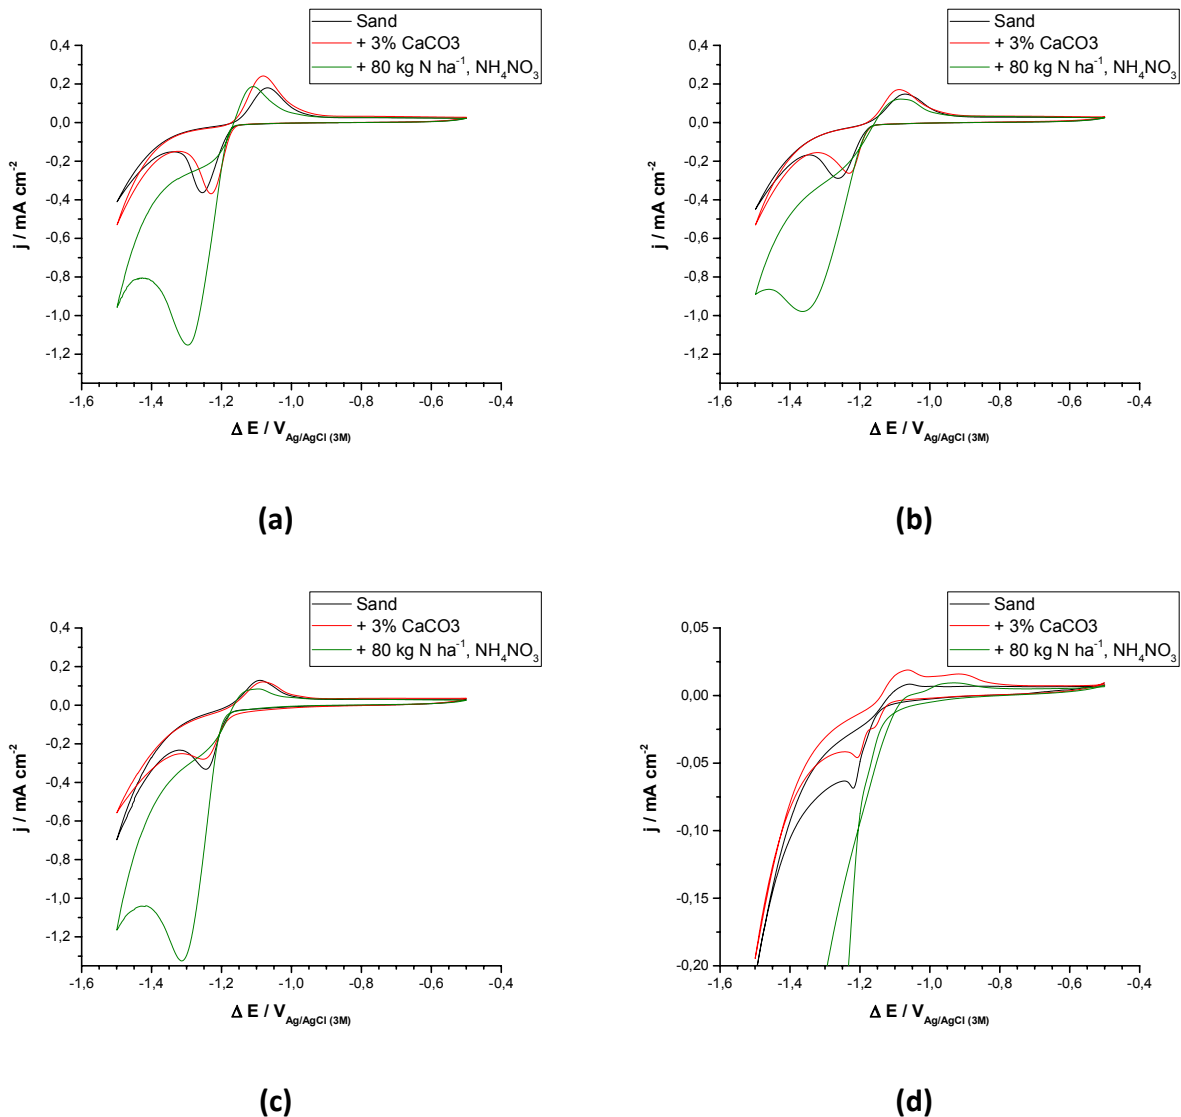 Sand
+ 3% CaCO3
+ 80 kg N ha⁻¹, NH₄NO₃
0,4
0,2
0,0
-0,2
-0,4
-0,6
-0,8
-1,0
-1,2
j / mA cm⁻²
-1,6 -1,4 -1,2 -1,0 -0,8 -0,6 -0,4
Δ E / V Ag/AgCl (3M)
(a)
Sand
+ 3% CaCO3
+ 80 kg N ha⁻¹, NH₄NO₃
0,4
0,2
0,0
-0,2
-0,4
-0,6
-0,8
-1,0
-1,2
j / mA cm⁻²
-1,6 -1,4 -1,2 -1,0 -0,8 -0,6 -0,4
Δ E / V Ag/AgCl (3M)
(b)
Sand
+ 3% CaCO3
+ 80 kg N ha⁻¹, NH₄NO₃
0,4
0,2
0,0
-0,2
-0,4
-0,6
-0,8
-1,0
-1,2
j / mA cm⁻²
-1,6 -1,4 -1,2 -1,0 -0,8 -0,6 -0,4
Δ E / V Ag/AgCl (3M)
(c)
Sand
+ 3% CaCO3
+ 80 kg N ha⁻¹, NH₄NO₃
0,05
0,00
-0,05
-0,10
-0,15
-0,20
j / mA cm⁻²
-1,6 -1,4 -1,2 -1,0 -0,8 -0,6 -0,4
Δ E / V Ag/AgCl (3M)
(d)